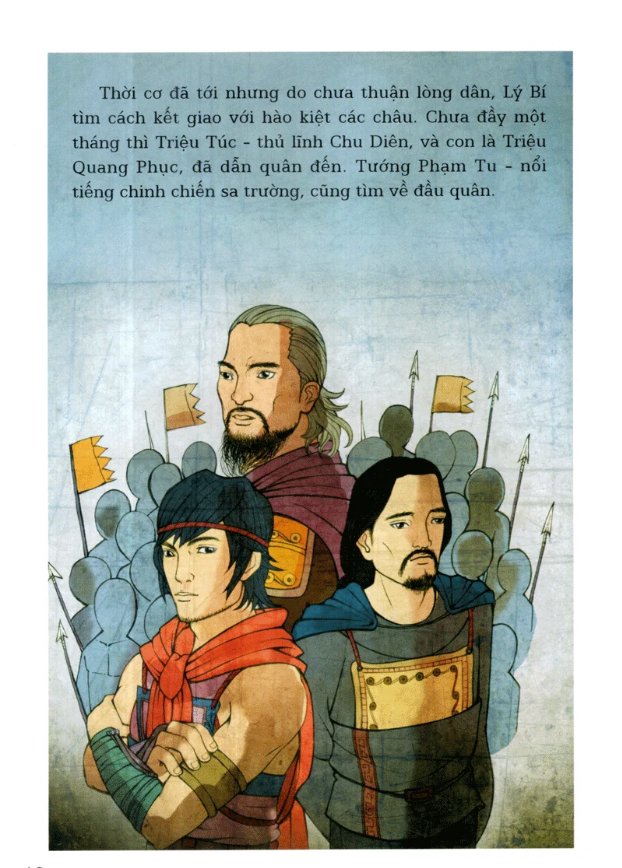 Thời cơ đã tới nhưng do chưa thuận lòng dân, Lý Bí
tìm cách kết giao với hào kiệt các châu. Chưa đầy một
tháng thì Triệu Túc – thủ lĩnh Chu Diên, và con là Triệu
Quang Phục, đã dẫn quân đến. Tướng Phạm Tu – nổi
tiếng chinh chiến sa trường, cũng tìm về đầu quân.